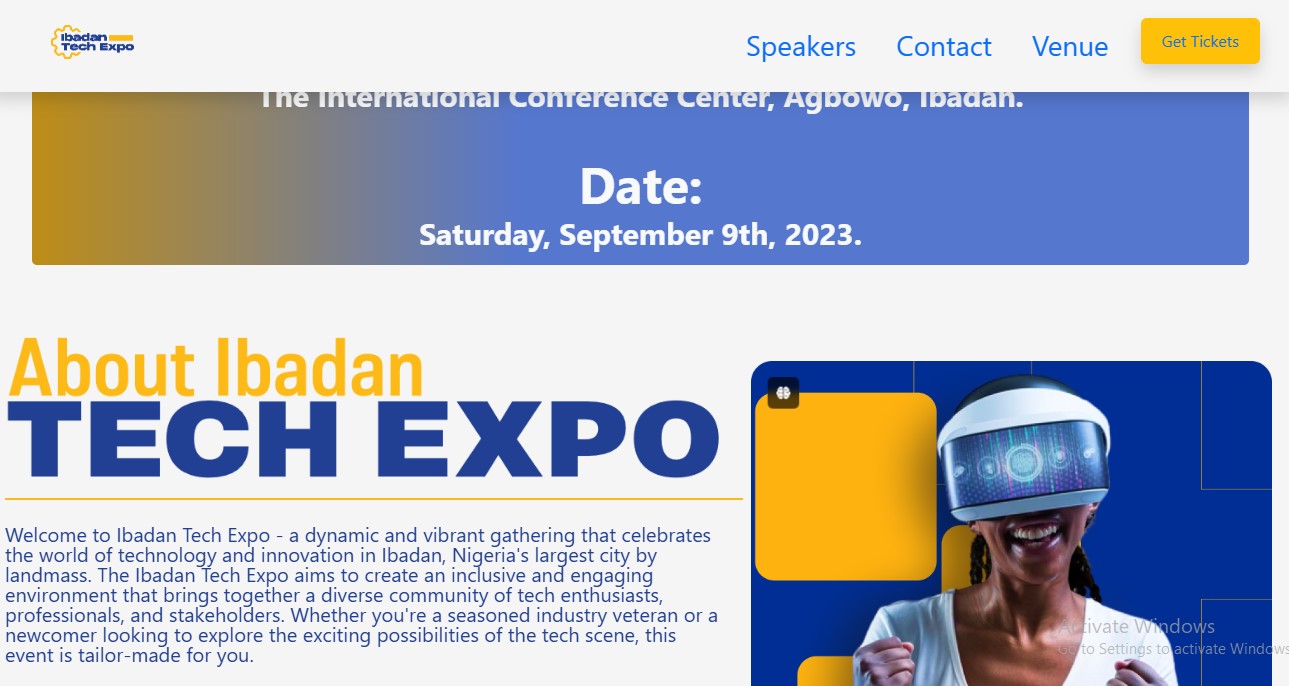 Ibadan
Tech Expo
Speakers
Contact
Venue
Get Tickets
The International Conference Center, Agbowo, Ibadan.
Date:
Saturday, September 9th, 2023.
About Ibadan
TECH EXPO
Welcome to Ibadan Tech Expo - a dynamic and vibrant gathering that celebrates
the world of technology and innovation in Ibadan, Nigeria's largest city by
landmass. The Ibadan Tech Expo aims to create an inclusive and engaging
environment that brings together a diverse community of tech enthusiasts,
professionals, and stakeholders. Whether you're a seasoned industry veteran or a
newcomer looking to explore the exciting possibilities of the tech scene, this
event is tailor-made for you.
Activate Windows
Go to Settings to activate Windows